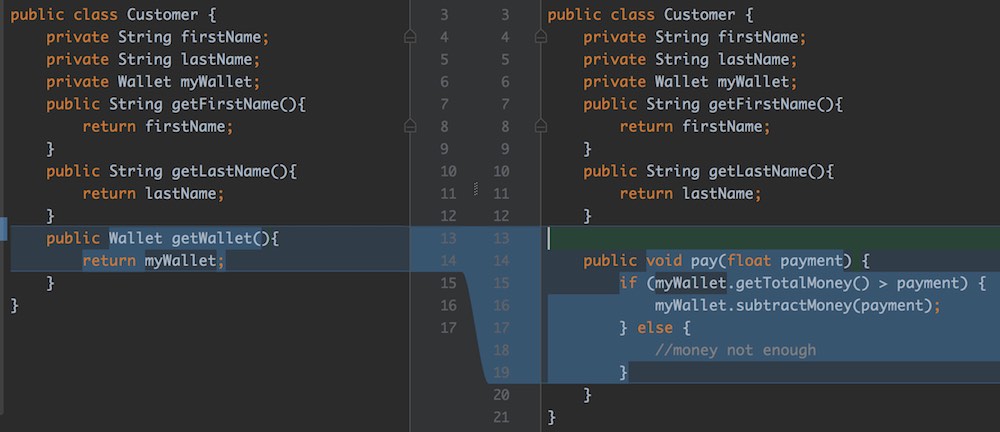 public class Customer {
    private String firstName;
    private String lastName;
    private Wallet myWallet;
    public String getFirstName(){
        return firstName;
    }
    public String getLastName(){
        return lastName;
    }
    public Wallet getWallet(){
        return myWallet;
    }
}
3
4
5
6
7
8
9
10
11
12
13
14
15
16
17
3
4
5
6
7
8
9
10
11
12
13
14
15
16
17
18
19
20
21
public class Customer {
    private String firstName;
    private String lastName;
    private Wallet myWallet;
    public String getFirstName(){
        return firstName;
    }
    public String getLastName(){
        return lastName;
    }
    public void pay(float payment) {
        if (myWallet.getTotalMoney() > payment) {
            myWallet.subtractMoney(payment);
        } else {
            //money not enough
        }
    }
}